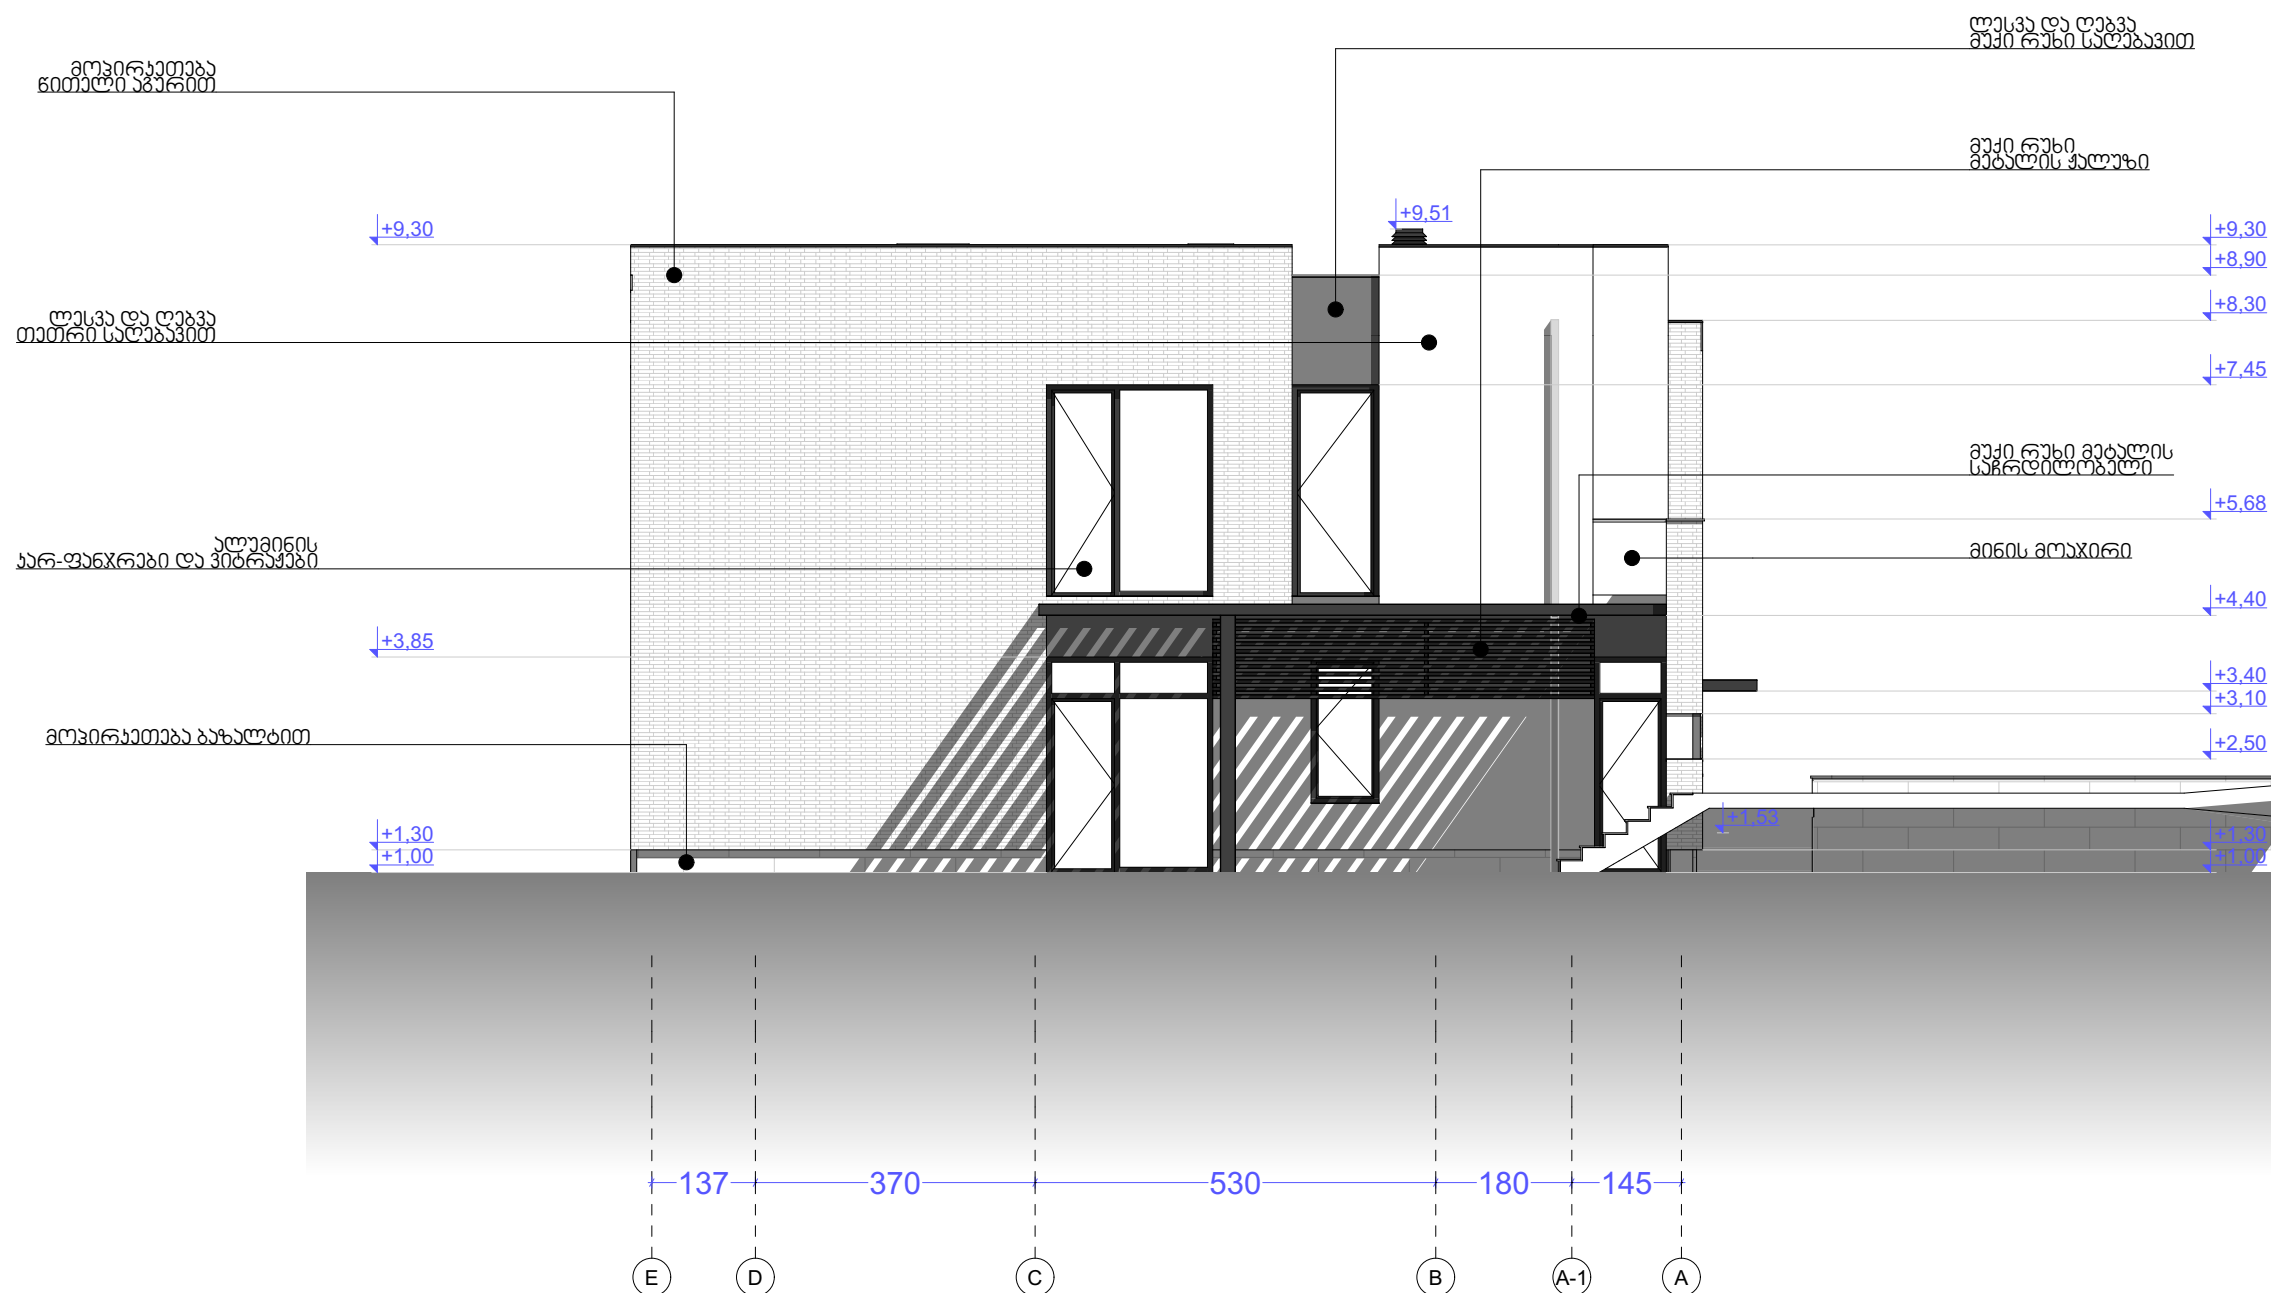 ლესვა და ღებვა
მუქი რუხი საღებავით
მოპირკეთება
წითელი აგურით
მუქი რუხი
მეტალის ჟალუზი
+9,51
+9,30
+9,30
+8,90
+8,30
ლესვა და ღებვა
თეთრი საღებავით
+7,45
მუქი რუხი მეტალის
საჩრდილობელი
+5,68
ალუმინის
კარ-ფანჯრები და ვიტრაჟები
მინის მოაჯირი
+4,40
+3,85
+3,40
+3,10
მოპირკეთება ბაზალტით
+2,50
+1,53
+1,30
+1,30
+1,00
+1,00
137 370 530 180 145
E D C B A-1 A